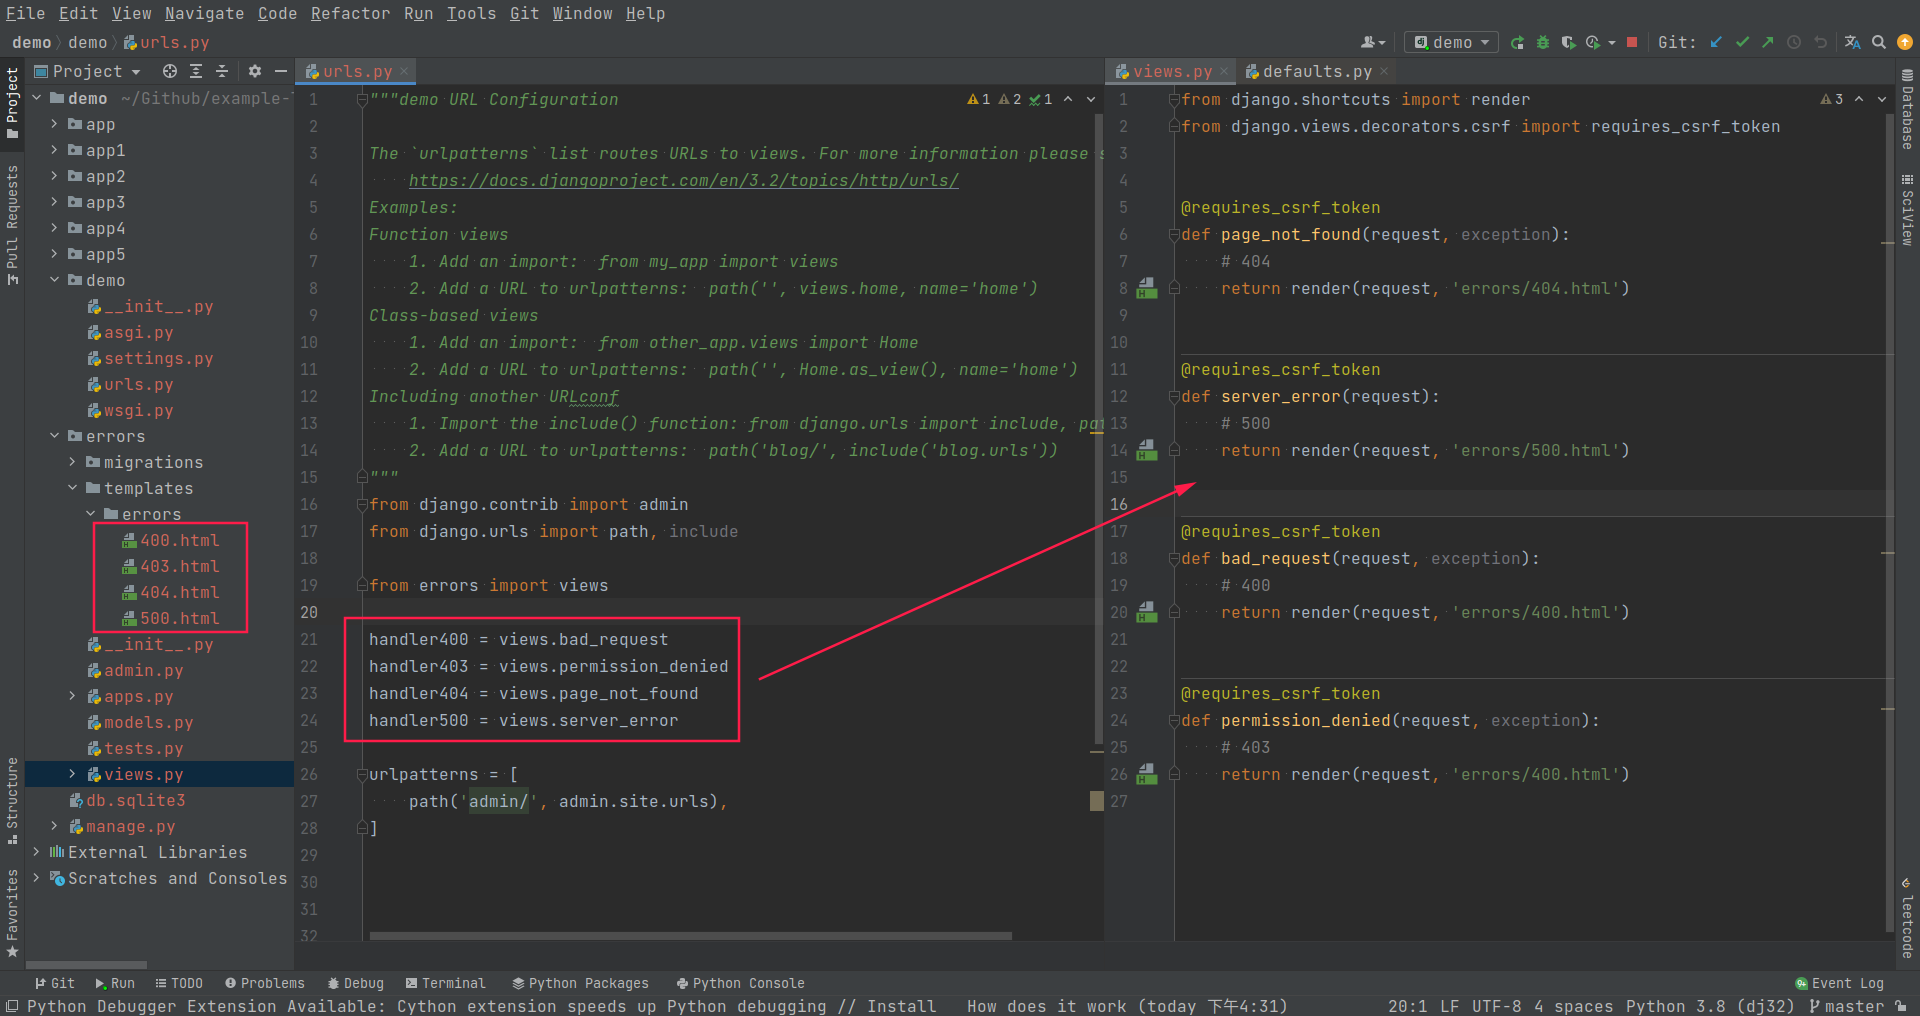 File Edit View Navigate Code Refactor Run Tools Git Window Help
demo demo urls.py
demo Git:
Project
urls.py
views.py defaults.py
Project
Pull Requests
Structure
Favorites
demo ~/Github/example-
app
app1
app2
app3
app4
app5
demo
__init__.py
asgi.py
settings.py
urls.py
wsgi.py
errors
migrations
templates
errors
400.html
403.html
404.html
500.html
__init__.py
admin.py
apps.py
models.py
tests.py
views.py
db.sqlite3
manage.py
External Libraries
Scratches and Consoles
1 2 1
1 """demo URL Configuration
2
3 The `urlpatterns` list routes URLs to views. For more information please s
4 https://docs.djangoproject.com/en/3.2/topics/http/urls/
5 Examples:
6 Function views
7 1. Add an import:  from my_app import views
8 2. Add a URL to urlpatterns:  path('', views.home, name='home')
9 Class-based views
10 1. Add an import:  from other_app.views import Home
11 2. Add a URL to urlpatterns:  path('', Home.as_view(), name='home')
12 Including another URLconf
13 1. Import the include() function: from django.urls import include, pat
14 2. Add a URL to urlpatterns:  path('blog/', include('blog.urls'))
15 """
16 from django.contrib import admin
17 from django.urls import path, include
18
19 from errors import views
20
21 handler400 = views.bad_request
22 handler403 = views.permission_denied
23 handler404 = views.page_not_found
24 handler500 = views.server_error
25
26 urlpatterns = [
27 path('admin/', admin.site.urls),
28 ]
29
30
31
32
3
1 from django.shortcuts import render
2 from django.views.decorators.csrf import requires_csrf_token
3
4
5 @requires_csrf_token
6 def page_not_found(request, exception):
7 # 404
8 return render(request, 'errors/404.html')
9
10
11 @requires_csrf_token
12 def server_error(request):
13 # 500
14 return render(request, 'errors/500.html')
15
16
17 @requires_csrf_token
18 def bad_request(request, exception):
19 # 400
20 return render(request, 'errors/400.html')
21
22
23 @requires_csrf_token
24 def permission_denied(request, exception):
25 # 403
26 return render(request, 'errors/400.html')
27
Database
SciView
leetcode
Git Run TODO Problems Debug Terminal Python Packages Python Console Event Log
Python Debugger Extension Available: Cython extension speeds up Python debugging // Install How does it work (today 下午4:31) 20:1 LF UTF-8 4 spaces Python 3.8 (dj32) master